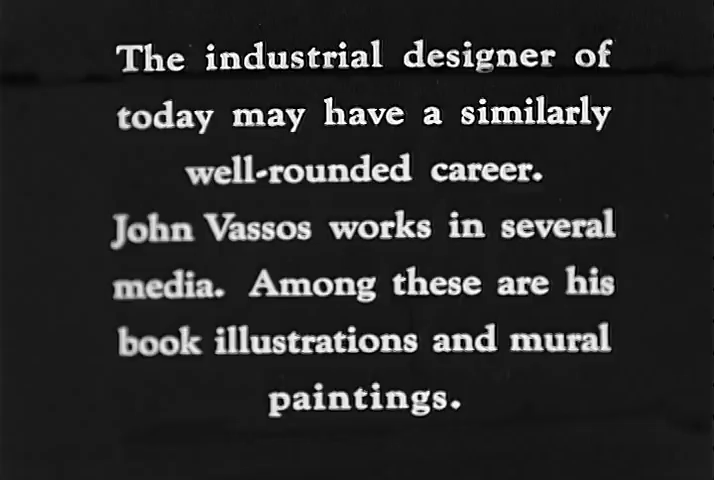 The industrial designer of
today may have a similarly
well-rounded career.
John Vassos works in several
media. Among these are his
book illustrations and mural
paintings.